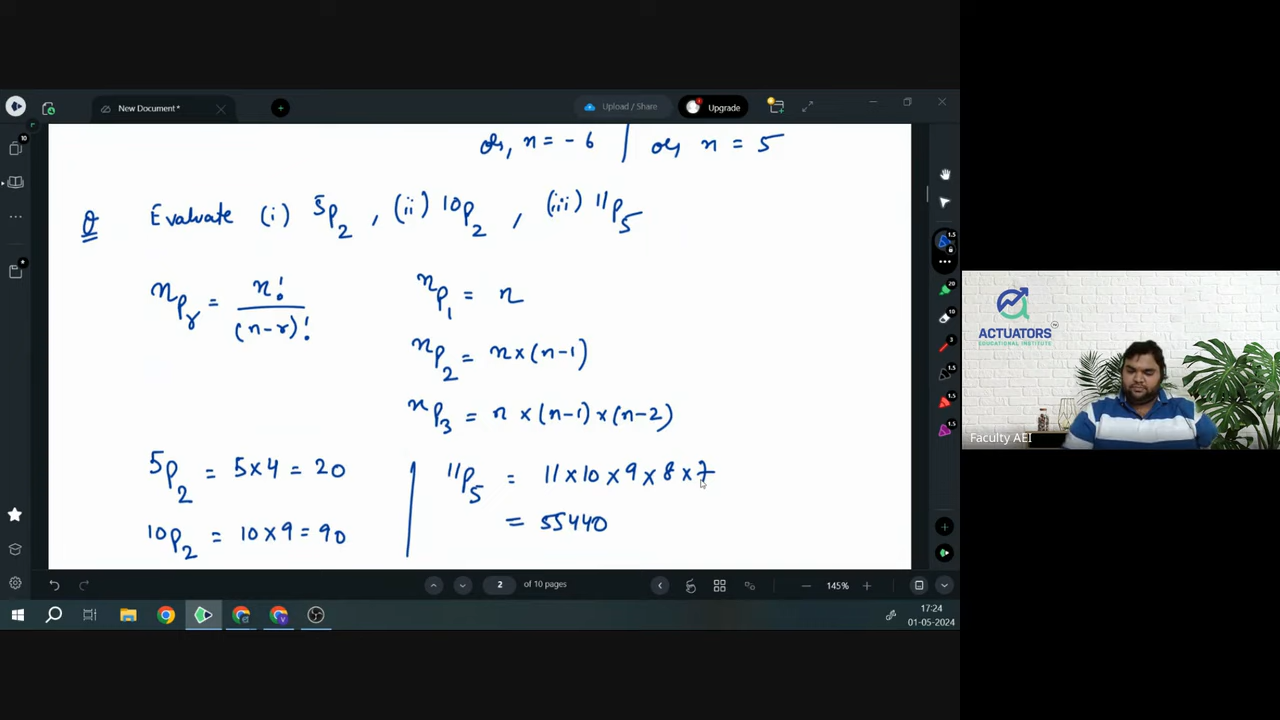 New Document*
Upload / Share
Upgrade
or, n = - 6 | or, n = 5
Q Evaluate (i) ⁵P₂ , (ii) ¹⁰P₂ , (iii) ¹¹P₅
ⁿPᵣ = n! / (n-r)!
ⁿP₁ = n
ⁿP₂ = n×(n-1)
ⁿP₃ = n ×(n-1)×(n-2)
⁵P₂ = 5×4 = 20
¹⁰P₂ = 10×9 = 90
¹¹P₅ = 11×10×9×8×7
= 55440
2 of 10 pages
145%
17:24
01-05-2024
ACTUATORS
EDUCATIONAL INSTITUTE
Faculty AEI